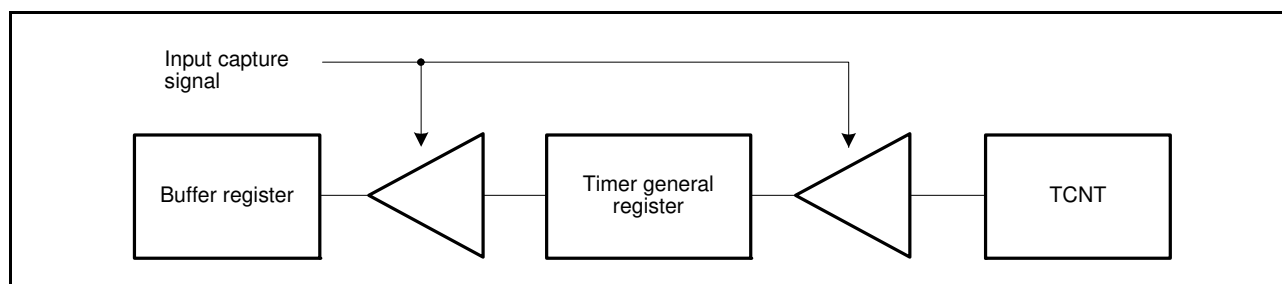 Input capture
signal
Buffer register
Timer general
register
TCNT